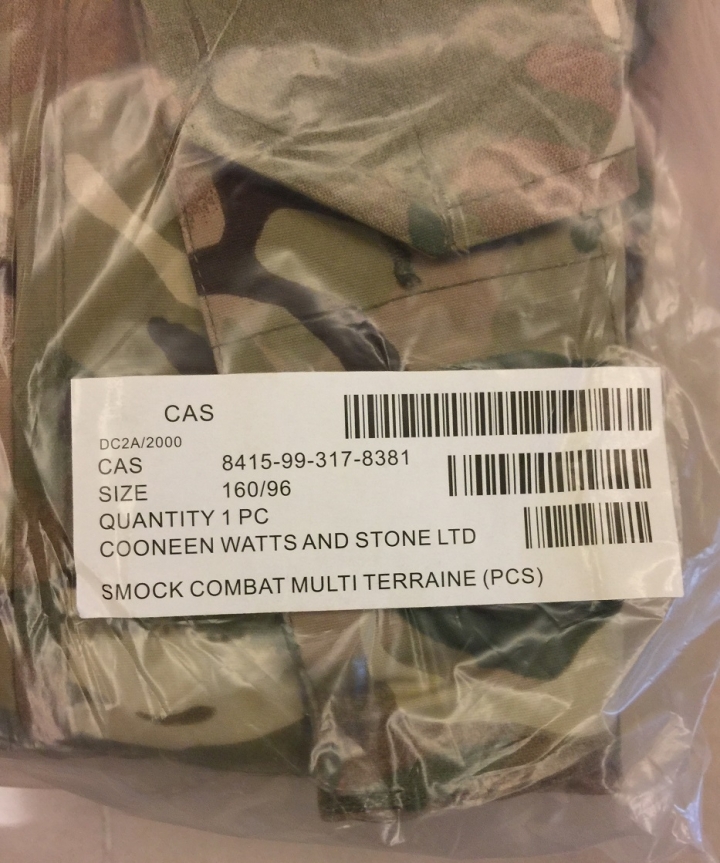 CAS
DC2A/2000
CAS 8415-99-317-8381
SIZE 160/96
QUANTITY 1 PC
COONEEN WATTS AND STONE LTD
SMOCK COMBAT MULTI TERRAINE (PCS)